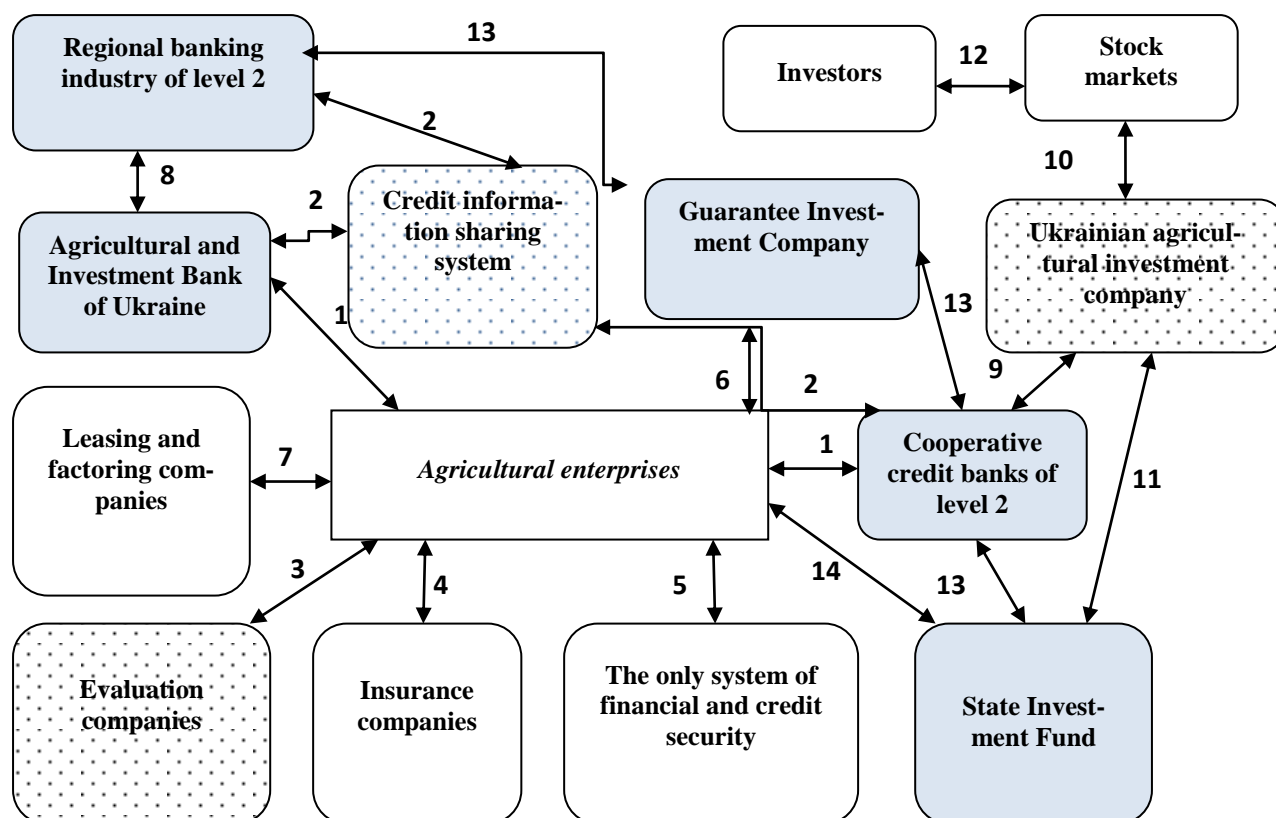 Regional banking
industry of level 2
13
Investors
12
Stock
markets
2
8
10
2
Credit informa-
tion sharing
system
Guarantee Invest-
ment Company
Ukrainian agricul-
tural investment
company
Agricultural and
Investment Bank
of Ukraine
1
13
6
2
9
Leasing and
factoring com-
panies
7
Agricultural enterprises
1
Cooperative
credit banks of
level 2
11
3
4
5
14
13
Evaluation
companies
Insurance
companies
The only system of
financial and credit
security
State Invest-
ment Fund